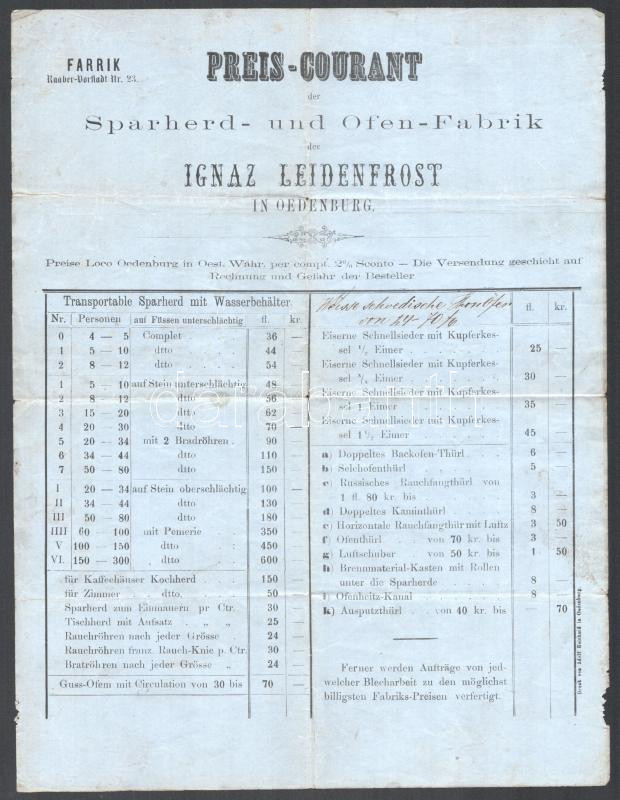 FABRIK
Raaber-Vorstadt Nr. 23.
PREIS-COURANT
der
Sparherd- und Ofen-Fabrik
des
IGNAZ LEIDENFROST
IN OEDENBURG.
Preise Loco Oedenburg in Oest. Währ. per compt. 2% Sconto — Die Versendung geschieht auf
Rechnung und Gefahr der Besteller
Transportable Sparherd mit Wasserbehälter.
Nr. Personen auf Füssen unterschlächtig fl. kr.
0 4 — 5 Complet 36 —
1 5 — 10 dtto 44 —
2 8 — 12 dtto 54 —
1 5 — 10 auf Stein unterschlächtig 48 —
2 8 — 12 dtto 56 —
3 15 — 20 dtto 62 —
4 20 — 30 dtto 70 —
5 20 — 34 mit 2 Bradröhren 90 —
6 34 — 44 dtto 110 —
7 50 — 80 dtto 150 —
I 20 — 34 auf Stein oberschlächtig 100 —
II 34 — 44 dtto 130 —
III 50 — 80 dtto 180 —
IIII 60 — 100 mit Pemerie 350 —
V 100 — 150 dtto 450 —
VI. 150 — 300 dtto 600 —
für Kaffeehäuser Kochherd 150 —
für Zimmer dtto 50 —
Sparherd zum Einmauern pr Ctr. 30 —
Tischherd mit Aufsatz „ „ 25 —
Rauchröhren nach jeder Grösse 24 —
Rauchröhren franz. Rauch-Knie p. Ctr. 30 —
Bratröhren nach jeder Grösse „ 24 —
Guss-Ofem mit Circulation von 30 bis 70 —
Weisse schwedische Thonöfen
von 24-70 f
fl. kr.
Eiserne Schnellsieder mit Kupferkes-
sel ½ Eimer 25 —
Eiserne Schnellsieder mit Kupferkes-
sel Eimer 30 —
Eiserne Schnellsieder mit Kupferkes-
sel 1 Eimer 35 —
Eiserne Schnellsieder mit Kupferkes-
sel 1½ Eimer 45 —
a) Doppeltes Backofen-Thürl 6 —
b) Selchofenthürl 5 —
c) Russisches Rauchfangthürl von
1 fl. 80 kr. bis 3 —
d) Doppeltes Kaminthürl 8 —
e) Horizontale Rauchfangthür mit Luftz 3 50
f) Ofenthürl von 70 kr. bis 3 —
g) Luftschuber von 50 kr. bis 1 50
h) Brennmaterial-Kasten mit Rollen
unter die Sparherde 8
i) Ofenheitz-Kanal 8
k) Ausputzthürl von 40 kr. bis — 70
Ferner werden Aufträge von jed-
welcher Blecharbeit zu den möglichst
billigsten Fabriks-Preisen verfertigt.
Druck von Adolf Reichard in Oedenburg.